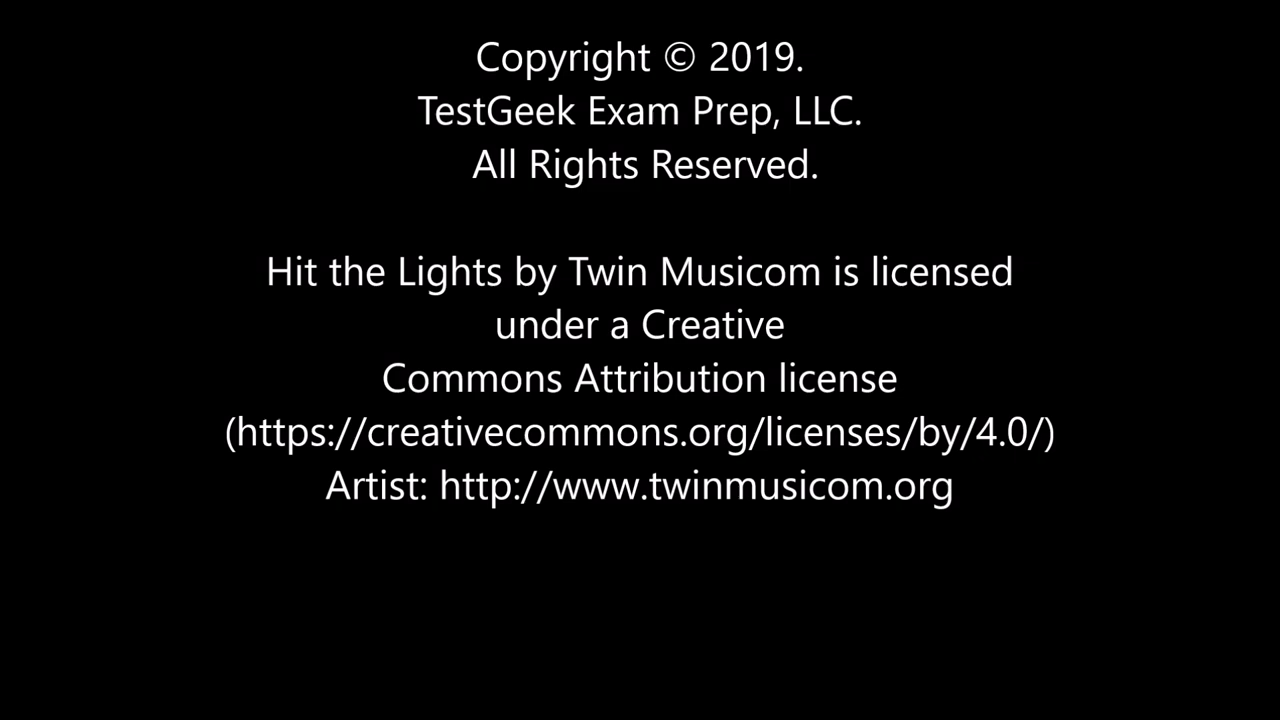 Copyright © 2019.
TestGeek Exam Prep, LLC.
All Rights Reserved.
Hit the Lights by Twin Musicom is licensed
under a Creative
Commons Attribution license
(https://creativecommons.org/licenses/by/4.0/)
Artist: http://www.twinmusicom.org